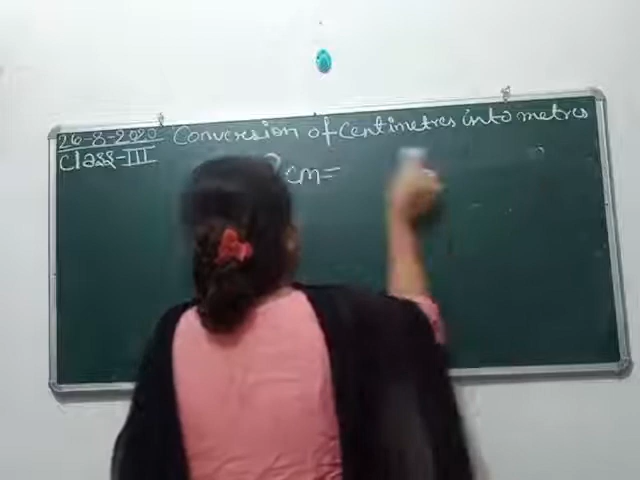 26-8-2020 Conversion of Centimetres into metres
Class-III
cm=